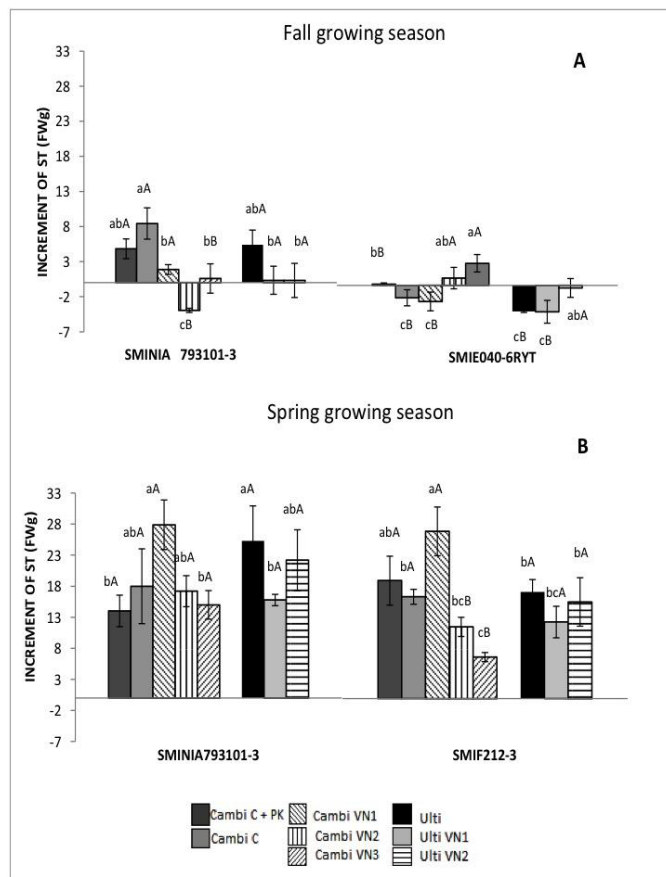 Fall growing season
A
INCREMENT OF ST (FWg)
33
28
23
18
13
8
3
-2
-7
abA
aA
bA
cB
bB
abA
bA
bA
bB
cB
cB
abA
aA
cB
cB
abA
SMINIA 793101-3
SMIE040-6RYT
Spring growing season
B
INCREMENT OF ST (FWg)
33
28
23
18
13
8
3
-2
-7
bA
abA
aA
abA
bA
aA
bA
abA
abA
bA
aA
bcB
cB
bA
bcA
bA
SMINIA793101-3
SMIF212-3
Cambi C + PK
Cambi VN1
Ulti
Cambi C
Cambi VN2
Ulti VN1
Cambi VN3
Ulti VN2